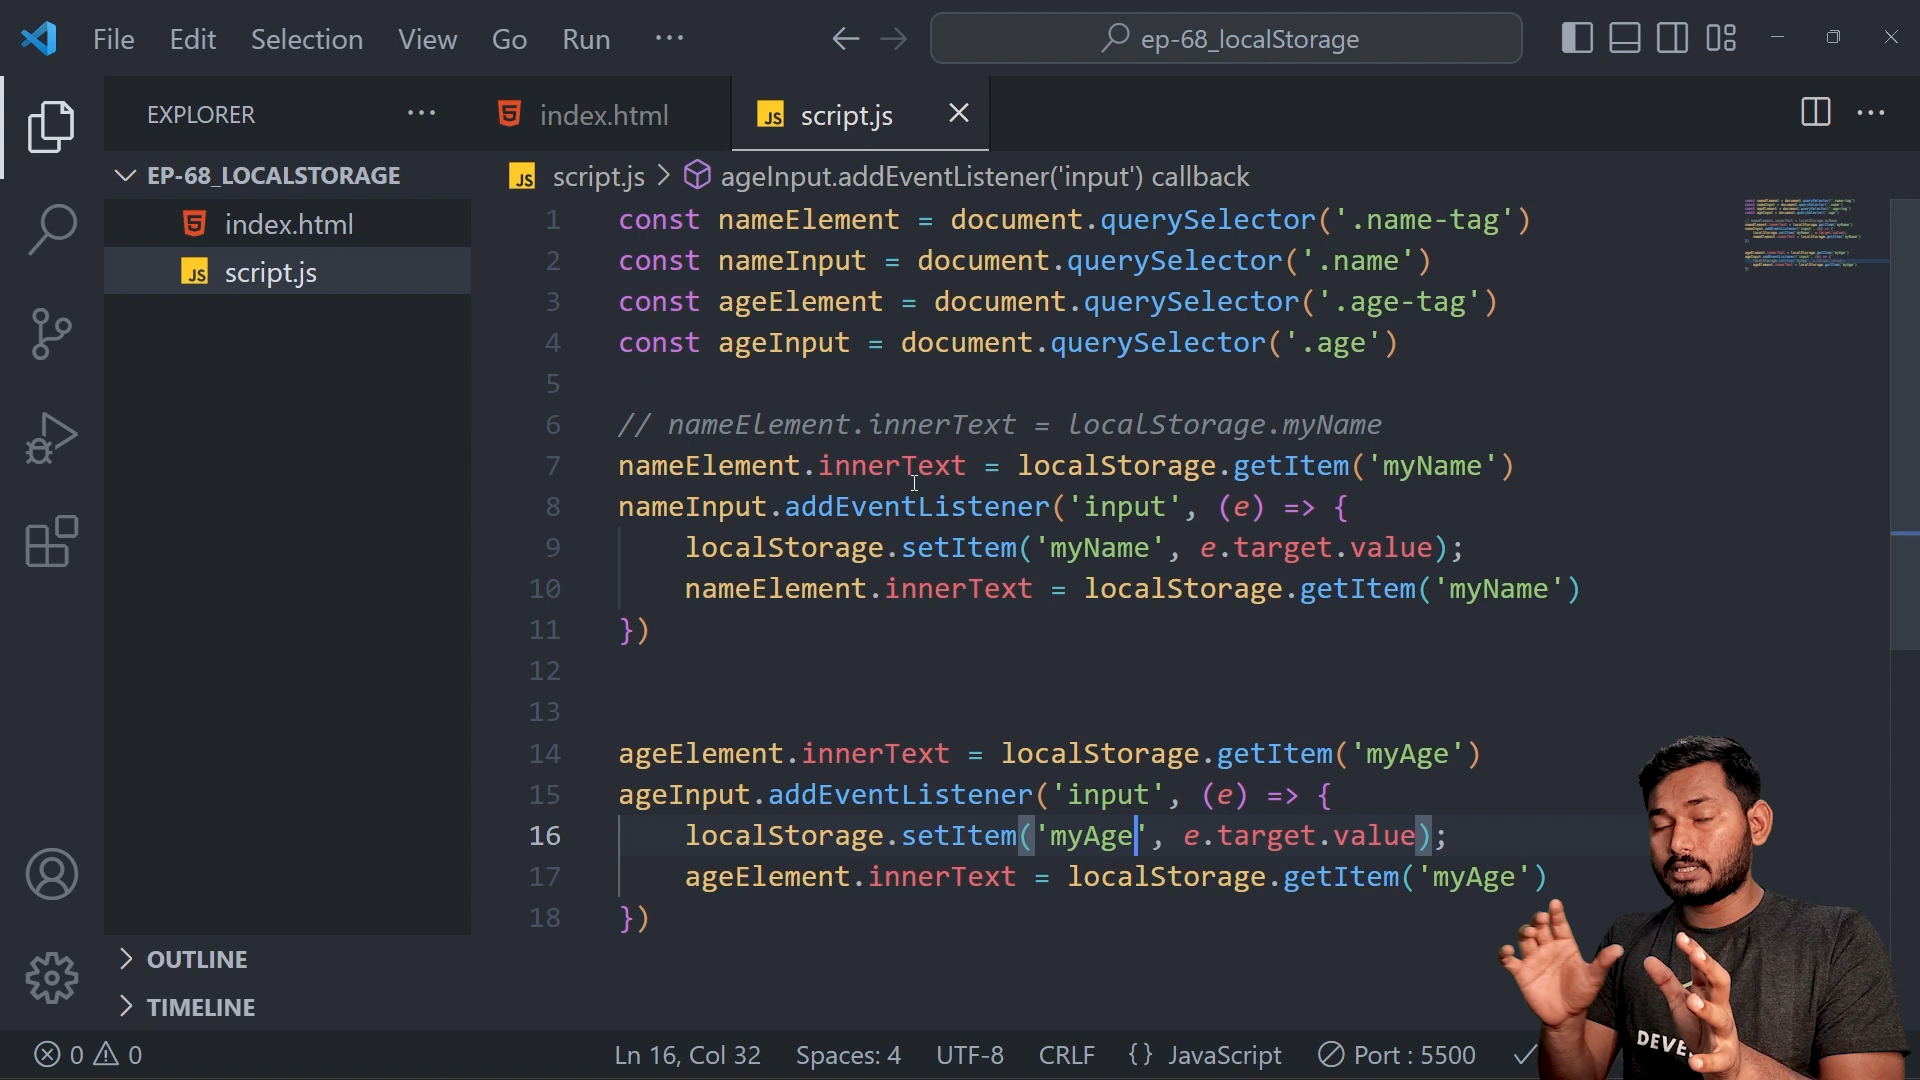 File Edit Selection View Go Run ···
ep-68_localStorage
EXPLORER ···
index.html
JS script.js
EP-68_LOCALSTORAGE
index.html
JS script.js
OUTLINE
TIMELINE
JS script.js > ageInput.addEventListener('input') callback
1 const nameElement = document.querySelector('.name-tag')
2 const nameInput = document.querySelector('.name')
3 const ageElement = document.querySelector('.age-tag')
4 const ageInput = document.querySelector('.age')
5
6 // nameElement.innerText = localStorage.myName
7 nameElement.innerText = localStorage.getItem('myName')
8 nameInput.addEventListener('input', (e) => {
9 localStorage.setItem('myName', e.target.value);
10 nameElement.innerText = localStorage.getItem('myName')
11 })
12
13
14 ageElement.innerText = localStorage.getItem('myAge')
15 ageInput.addEventListener('input', (e) => {
16 localStorage.setItem('myAge', e.target.value);
17 ageElement.innerText = localStorage.getItem('myAge')
18 })
0 0
Ln 16, Col 32 Spaces: 4 UTF-8 CRLF {} JavaScript Port : 5500